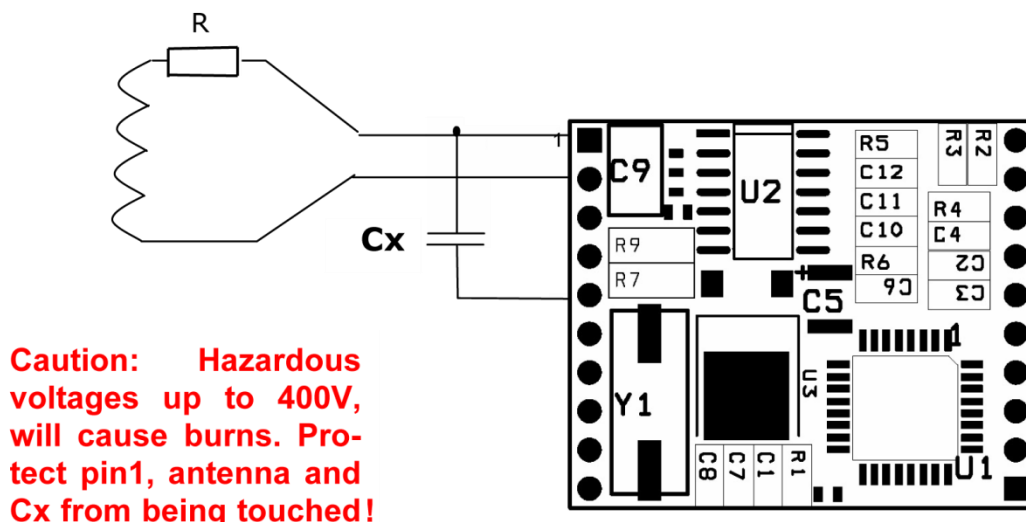 R
1
C9
U2
R5
C12
C11
C10
R6
C6
R3
R2
R4
C4
C2
C3
Cx
R9
R7
+
C5
1
Y1
U3
C8
C7
C1
R1
U1
Caution: Hazardous
voltages up to 400V,
will cause burns. Pro-
tect pin1, antenna and
Cx from being touched!